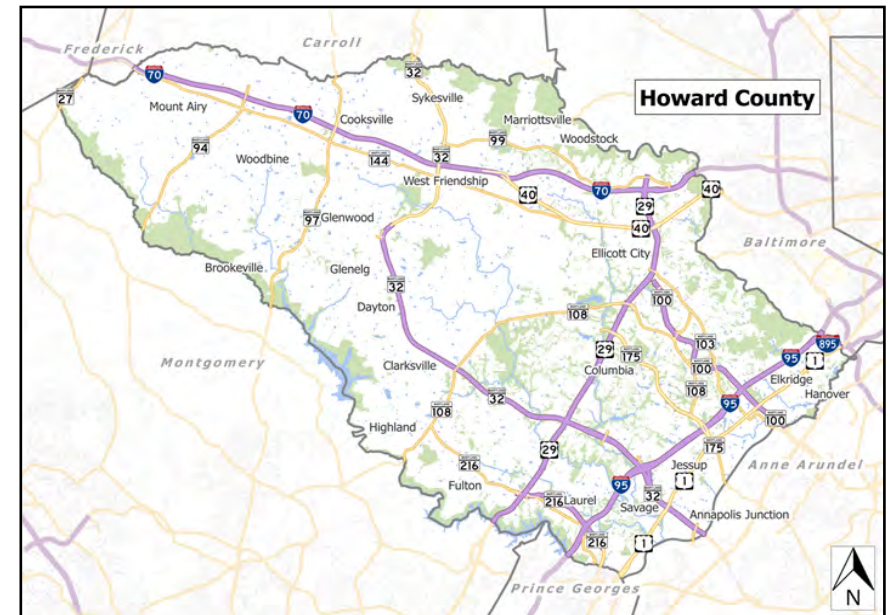 Howard County
Frederick
Carroll
Baltimore
Montgomery
Anne Arundel
Prince Georges
70
32
27
Mount Airy
70
Sykesville
Marriottsville
Cooksville
Woodstock
94
99
Woodbine
144
32
West Friendship
40
70
40
29
97
Glenwood
40
Ellicott City
Brookeville
Glenelg
32
100
Dayton
108
29
175
103
895
95
1
Clarksville
Columbia
100
Elkridge
32
108
95
Hanover
108
100
Highland
29
175
216
Jessup
Fulton
95
32
1
216
Laurel
Savage
Annapolis Junction
216
1
N